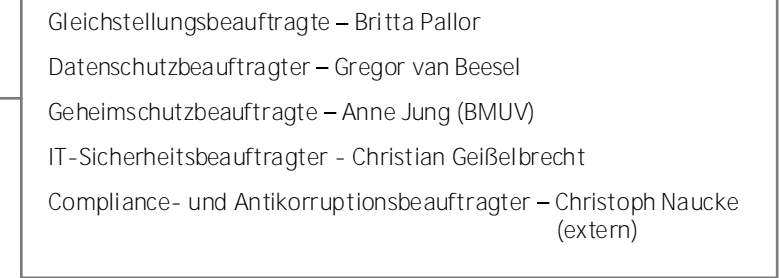 Gleichstellungsbeauftragte – Britta Pallor
Datenschutzbeauftragter – Gregor van Beesel
Geheimschutzbeauftragte – Anne Jung (BMUV)
IT-Sicherheitsbeauftragter - Christian Geißelbrecht
Compliance- und Antikorruptionsbeauftragter – Christoph Naucke
(extern)